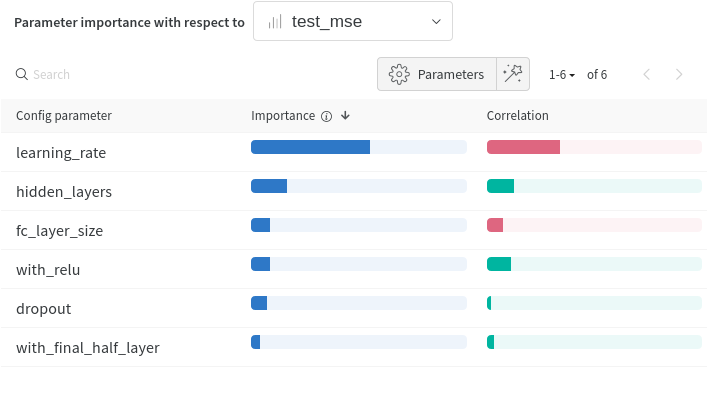 Parameter importance with respect to test_mse
Search Parameters 1-6 of 6
Config parameter Importance Correlation
learning_rate
hidden_layers
fc_layer_size
with_relu
dropout
with_final_half_layer